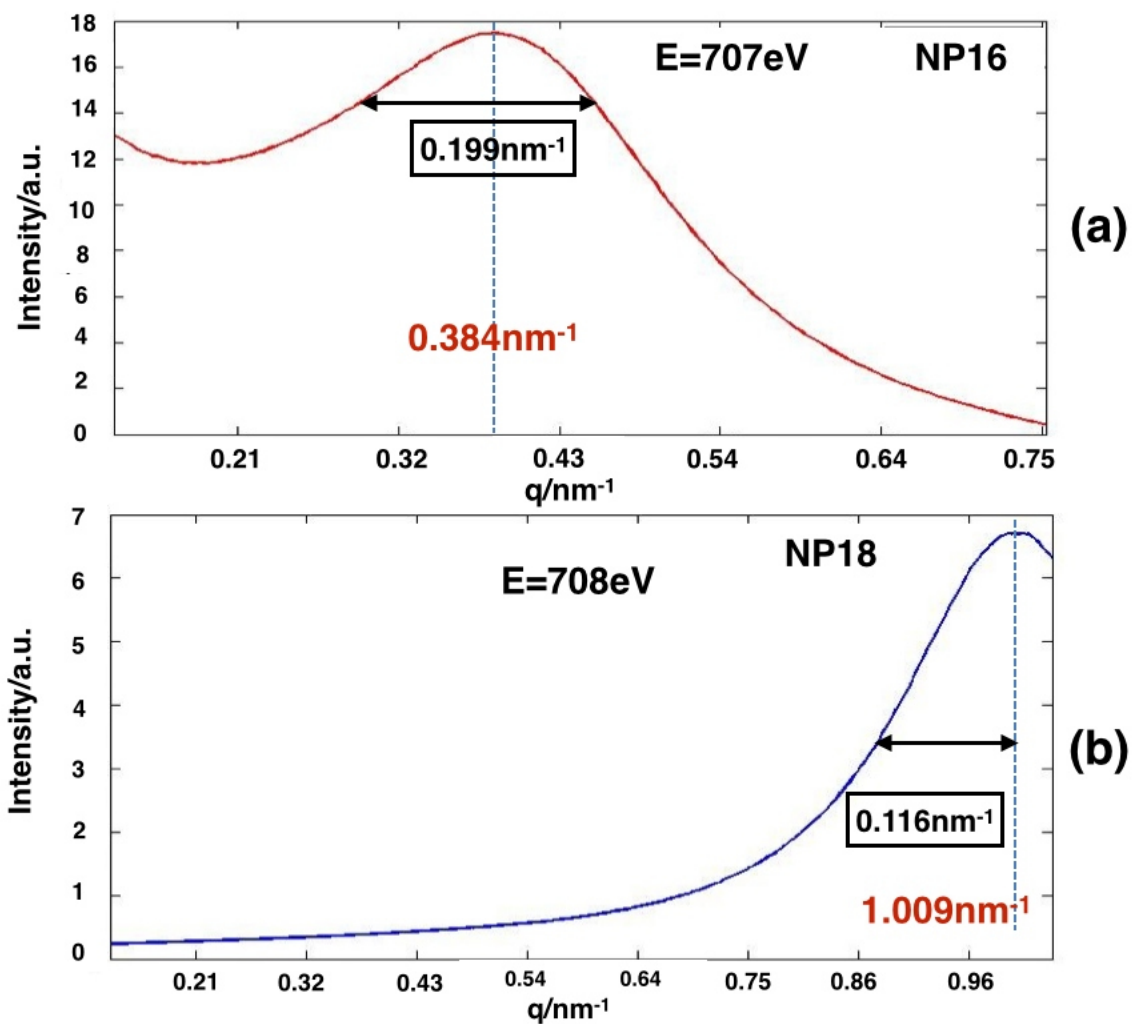 18
16
14
12
10
8
6
4
2
0
Intensity/a.u.
E=707eV
NP16
0.199nm-1
0.384nm-1
(a)
0.21 0.32 0.43 0.54 0.64 0.75
q/nm-1
7
6
5
4
3
2
1
0
Intensity/a.u.
E=708eV
NP18
0.116nm-1
1.009nm-1
(b)
0.21 0.32 0.43 0.54 0.64 0.75 0.86 0.96
q/nm-1